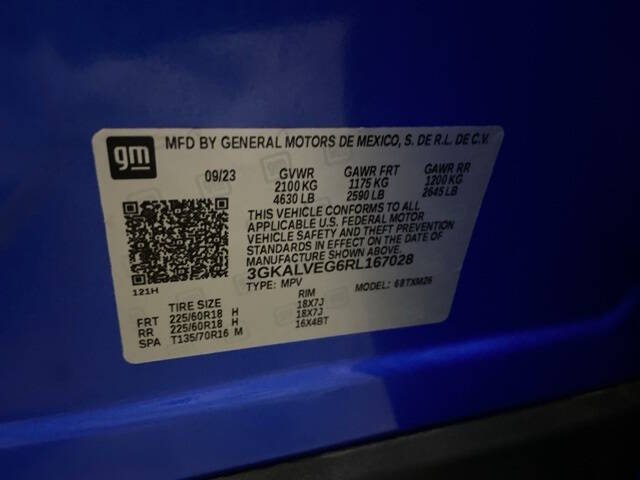 gm
MFD BY GENERAL MOTORS DE MEXICO, S. DE R.L. DE C.V.
09/23 GVWR GAWR FRT GAWR RR
2100 KG 1175 KG 1200 KG
4630 LB 2590 LB 2645 LB
THIS VEHICLE CONFORMS TO ALL
APPLICABLE U.S. FEDERAL MOTOR
VEHICLE SAFETY AND THEFT PREVENTION
STANDARDS IN EFFECT ON THE DATE OF
MANUFACTURE SHOWN ABOVE.
3GKALVEG6RL167028
121H
TYPE: MPV MODEL: 68TXM26
TIRE SIZE RIM
FRT 225/60R18 H 18X7J
RR 225/60R18 H 18X7J
SPA T135/70R16 M 16X4BT